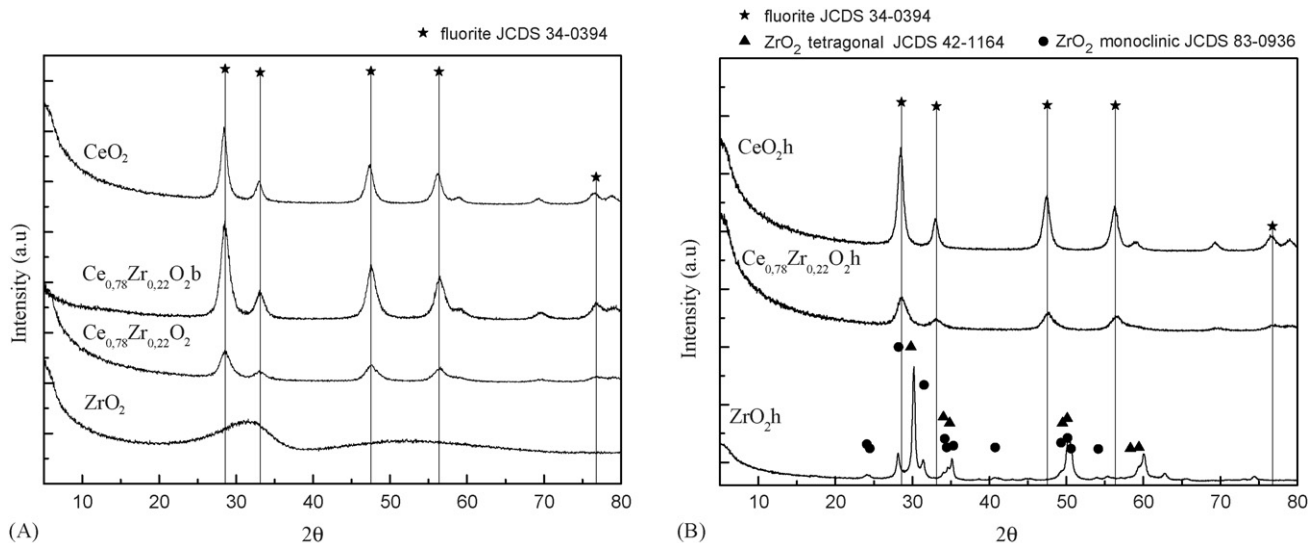 ★ fluorite JCDS 34-0394
CeO₂
Ce₀,₇₈Zr₀,₂₂O₂b
Ce₀,₇₈Zr₀,₂₂O₂
ZrO₂
Intensity (a.u)
10 20 30 40 50 60 70 80
2θ
(A)
★ fluorite JCDS 34-0394
▲ ZrO₂ tetragonal JCDS 42-1164 ● ZrO₂ monoclinic JCDS 83-0936
CeO₂h
Ce₀,₇₈Zr₀,₂₂O₂h
ZrO₂h
Intensity (a.u)
10 20 30 40 50 60 70 80
2θ
(B)